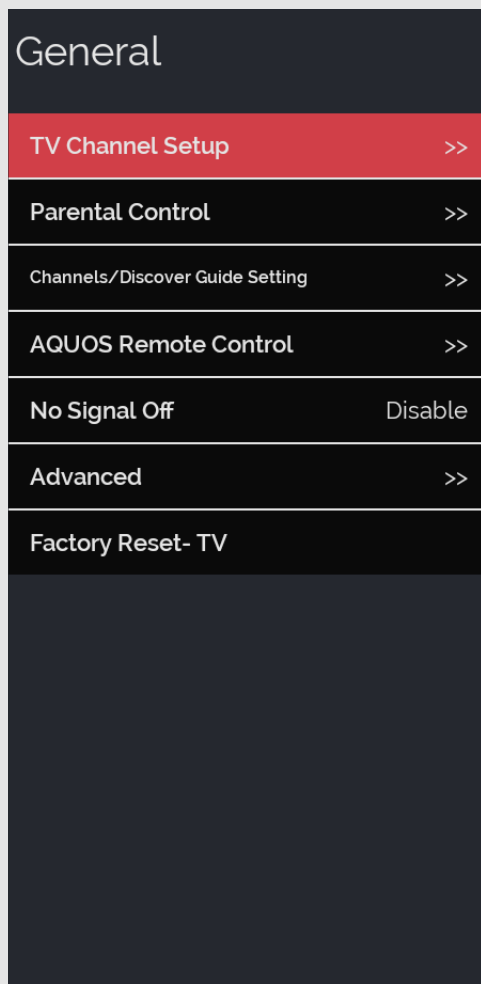 General
TV Channel Setup >>
Parental Control >>
Channels/Discover Guide Setting >>
AQUOS Remote Control >>
No Signal Off Disable
Advanced >>
Factory Reset- TV